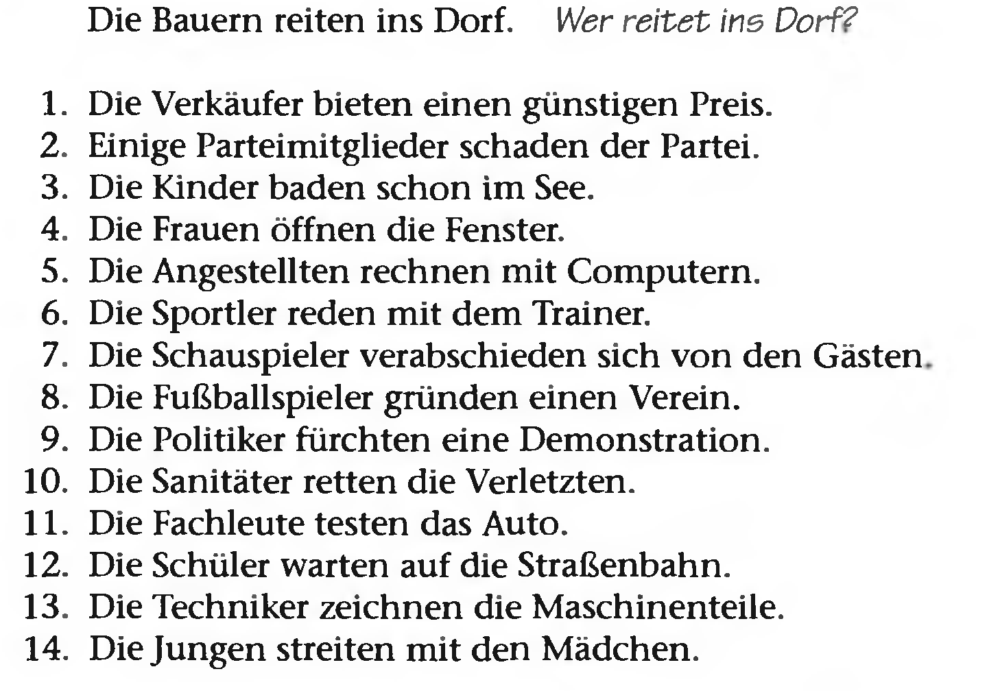 Die Bauern reiten ins Dorf. Wer reitet ins Dorf?
1. Die Verkäufer bieten einen günstigen Preis.
2. Einige Parteimitglieder schaden der Partei.
3. Die Kinder baden schon im See.
4. Die Frauen öffnen die Fenster.
5. Die Angestellten rechnen mit Computern.
6. Die Sportler reden mit dem Trainer.
7. Die Schauspieler verabschieden sich von den Gästen.
8. Die Fußballspieler gründen einen Verein.
9. Die Politiker fürchten eine Demonstration.
10. Die Sanitäter retten die Verletzten.
11. Die Fachleute testen das Auto.
12. Die Schüler warten auf die Straßenbahn.
13. Die Techniker zeichnen die Maschinenteile.
14. Die Jungen streiten mit den Mädchen.